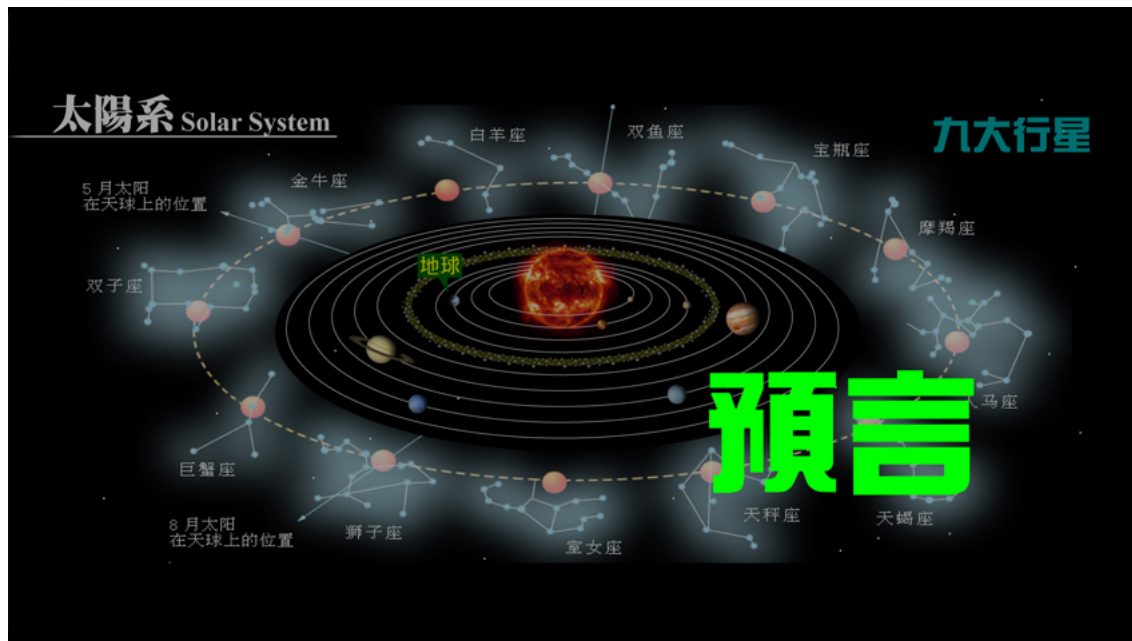 太陽系 Solar System
九大行星
白羊座
双鱼座
宝瓶座
金牛座
5 月太阳
在天球上的位置
摩羯座
地球
双子座
預言
人马座
巨蟹座
8 月太阳
在天球上的位置
狮子座
室女座
天秤座
天蝎座